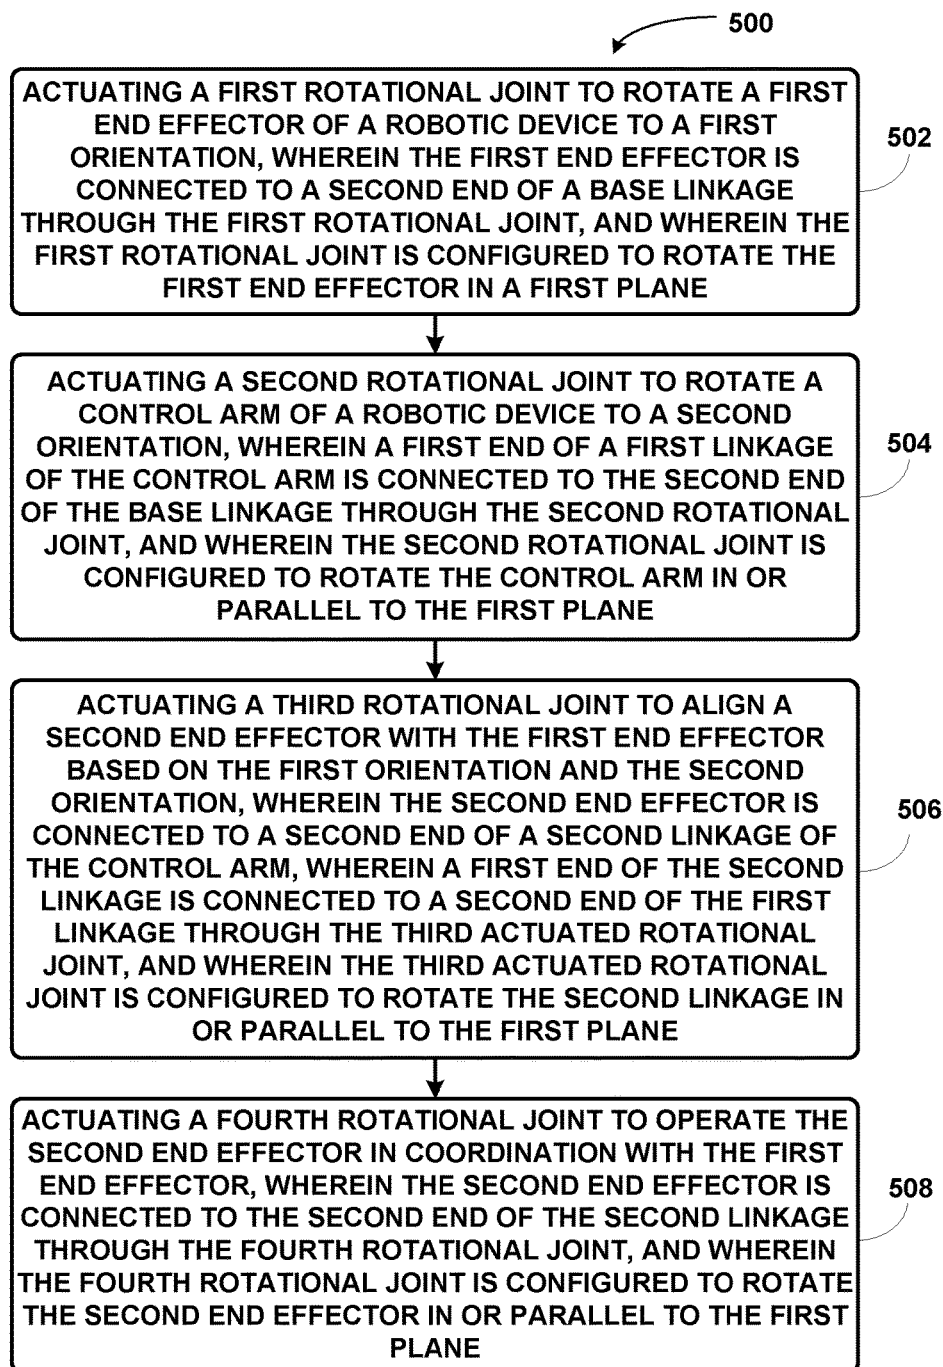 500
ACTUATING A FIRST ROTATIONAL JOINT TO ROTATE A FIRST
END EFFECTOR OF A ROBOTIC DEVICE TO A FIRST
ORIENTATION, WHEREIN THE FIRST END EFFECTOR IS
CONNECTED TO A SECOND END OF A BASE LINKAGE
THROUGH THE FIRST ROTATIONAL JOINT, AND WHEREIN THE
FIRST ROTATIONAL JOINT IS CONFIGURED TO ROTATE THE
FIRST END EFFECTOR IN A FIRST PLANE
502
ACTUATING A SECOND ROTATIONAL JOINT TO ROTATE A
CONTROL ARM OF A ROBOTIC DEVICE TO A SECOND
ORIENTATION, WHEREIN A FIRST END OF A FIRST LINKAGE
OF THE CONTROL ARM IS CONNECTED TO THE SECOND END
OF THE BASE LINKAGE THROUGH THE SECOND ROTATIONAL
JOINT, AND WHEREIN THE SECOND ROTATIONAL JOINT IS
CONFIGURED TO ROTATE THE CONTROL ARM IN OR
PARALLEL TO THE FIRST PLANE
504
ACTUATING A THIRD ROTATIONAL JOINT TO ALIGN A
SECOND END EFFECTOR WITH THE FIRST END EFFECTOR
BASED ON THE FIRST ORIENTATION AND THE SECOND
ORIENTATION, WHEREIN THE SECOND END EFFECTOR IS
CONNECTED TO A SECOND END OF A SECOND LINKAGE OF
THE CONTROL ARM, WHEREIN A FIRST END OF THE SECOND
LINKAGE IS CONNECTED TO A SECOND END OF THE FIRST
LINKAGE THROUGH THE THIRD ACTUATED ROTATIONAL
JOINT, AND WHEREIN THE THIRD ACTUATED ROTATIONAL
JOINT IS CONFIGURED TO ROTATE THE SECOND LINKAGE IN
OR PARALLEL TO THE FIRST PLANE
506
ACTUATING A FOURTH ROTATIONAL JOINT TO OPERATE THE
SECOND END EFFECTOR IN COORDINATION WITH THE FIRST
END EFFECTOR, WHEREIN THE SECOND END EFFECTOR IS
CONNECTED TO THE SECOND END OF THE SECOND LINKAGE
THROUGH THE FOURTH ROTATIONAL JOINT, AND WHEREIN
THE FOURTH ROTATIONAL JOINT IS CONFIGURED TO ROTATE
THE SECOND END EFFECTOR IN OR PARALLEL TO THE FIRST
PLANE
508